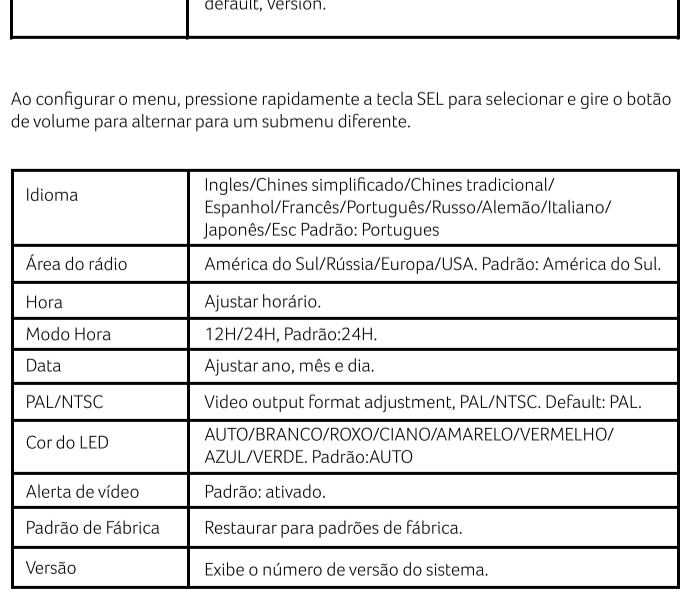 default, Version.
Ao configurar o menu, pressione rapidamente a tecla SEL para selecionar e gire o botão
de volume para alternar para um submenu diferente.
Idioma
Ingles/Chines simplificado/Chines tradicional/
Espanhol/Francês/Português/Russo/Alemão/Italiano/
Japonês/Esc Padrão: Portugues
Área do rádio
América do Sul/Rússia/Europa/USA. Padrão: América do Sul.
Hora
Ajustar horário.
Modo Hora
12H/24H, Padrão:24H.
Data
Ajustar ano, mês e dia.
PAL/NTSC
Video output format adjustment, PAL/NTSC. Default: PAL.
Cor do LED
AUTO/BRANCO/ROXO/CIANO/AMARELO/VERMELHO/
AZUL/VERDE. Padrão:AUTO
Alerta de vídeo
Padrão: ativado.
Padrão de Fábrica
Restaurar para padrões de fábrica.
Versão
Exibe o número de versão do sistema.